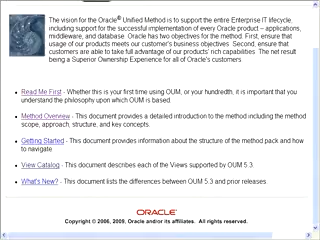 The vision for the Oracle® Unified Method is to support the entire Enterprise IT lifecycle,
including support for the successful implementation of every Oracle product – applications,
middleware, and database. Oracle has two objectives for the method. First, ensure that
usage of our products meets our customer's business objectives. Second, ensure that
customers are able to take full advantage of our products' rich capabilities. The net result
being a Superior Ownership Experience for all of Oracle's customers.
• Read Me First - Whether this is your first time using OUM, or your hundredth, it is important that you
understand the philosophy upon which OUM is based.
• Method Overview - This document provides a detailed introduction to the method including the method
scope, approach, structure, and key concepts.
• Getting Started - This document provides information about the structure of the method pack and how
to navigate.
• View Catalog - This document describes each of the Views supported by OUM 5.3.
• What's New? - This document lists the differences between OUM 5.3 and prior releases.
ORACLE
Copyright © 2006, 2009, Oracle and/or its affiliates. All rights reserved.